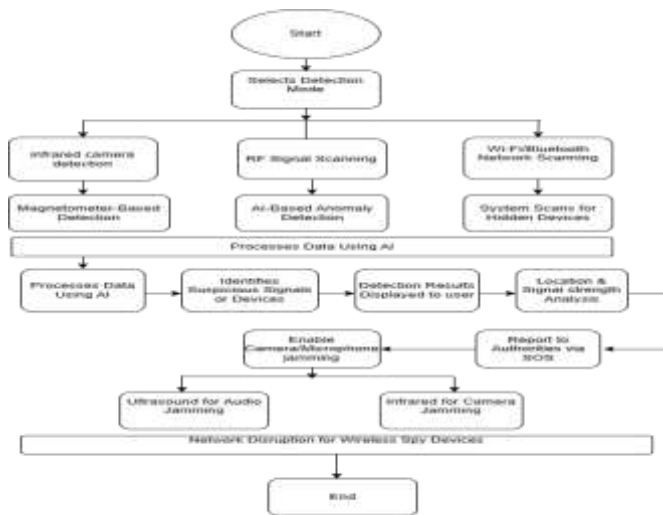 Start
Selects Detection
Mode
Infrared camera
detection
RF Signal Scanning
Wi-Fi/Bluetooth
Network Scanning
Magnetometer-Based
Detection
AI-Based Anomaly
Detection
System Scans for
Hidden Devices
Processes Data Using AI
Processes Data
Using AI
Identifies
Suspicious Signals
or Devices
Detection Results
Displayed to user
Location &
Signal strength
Analysis
Enable
Camera/Microphone
jamming
Report to
Authorities via
SOS
Ultrasound for Audio
Jamming
Infrared for Camera
Jamming
Network Disruption for Wireless Spy Devices
End